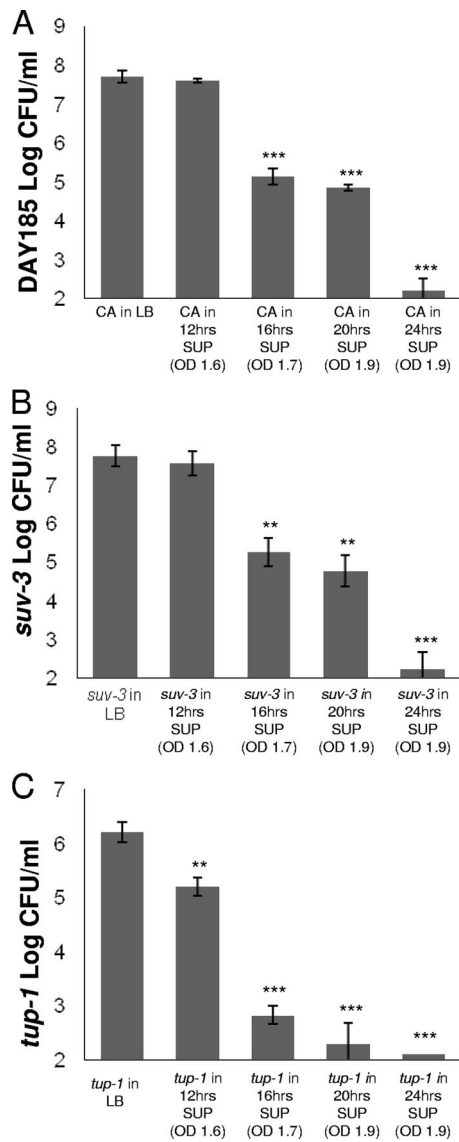 A
DAY185 Log CFU/ml
9
8
7
6
5
4
3
2
***
***
***
CA in LB
CA in
12hrs
SUP
(OD 1.6)
CA in
16hrs
SUP
(OD 1.7)
CA in
20hrs
SUP
(OD 1.9)
CA in
24hrs
SUP
(OD 1.9)
B
suv-3 Log CFU/ml
9
8
7
6
5
4
3
2
**
**
***
suv-3 in
LB
suv-3 in
12hrs
SUP
(OD 1.6)
suv-3 in
16hrs
SUP
(OD 1.7)
suv-3 in
20hrs
SUP
(OD 1.9)
suv-3 in
24hrs
SUP
(OD 1.9)
C
tup-1 Log CFU/ml
7
6
5
4
3
2
**
***
***
***
tup-1 in
LB
tup-1 in
12hrs
SUP
(OD 1.6)
tup-1 in
16hrs
SUP
(OD 1.7)
tup-1 in
20hrs
SUP
(OD 1.9)
tup-1 in
24hrs
SUP
(OD 1.9)